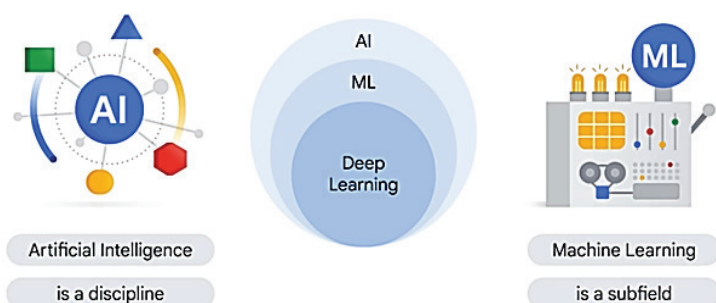 AI
Artificial Intelligence
is a discipline
AI
ML
Deep
Learning
ML
Machine Learning
is a subfield